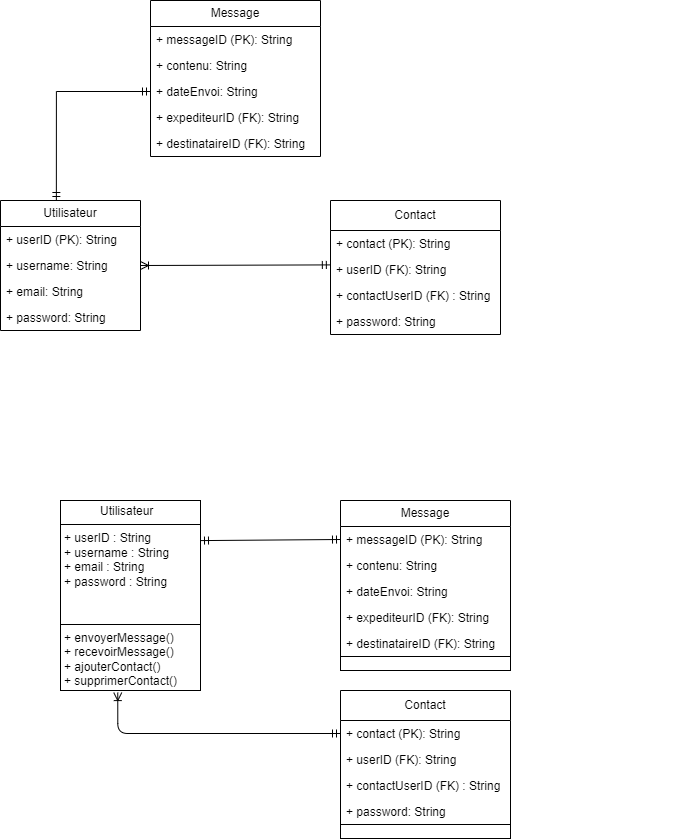 Message
+ messageID (PK): String
+ contenu: String
+ dateEnvoi: String
+ expediteurID (FK): String
+ destinataireID (FK): String
Utilisateur
+ userID (PK): String
+ username: String
+ email: String
+ password: String
Contact
+ contact (PK): String
+ userID (FK): String
+ contactUserID (FK) : String
+ password: String
Utilisateur
+ userID : String
+ username : String
+ email : String
+ password : String
+ envoyerMessage()
+ recevoirMessage()
+ ajouterContact()
+ supprimerContact()
Message
+ messageID (PK): String
+ contenu: String
+ dateEnvoi: String
+ expediteurID (FK): String
+ destinataireID (FK): String
Contact
+ contact (PK): String
+ userID (FK): String
+ contactUserID (FK) : String
+ password: String